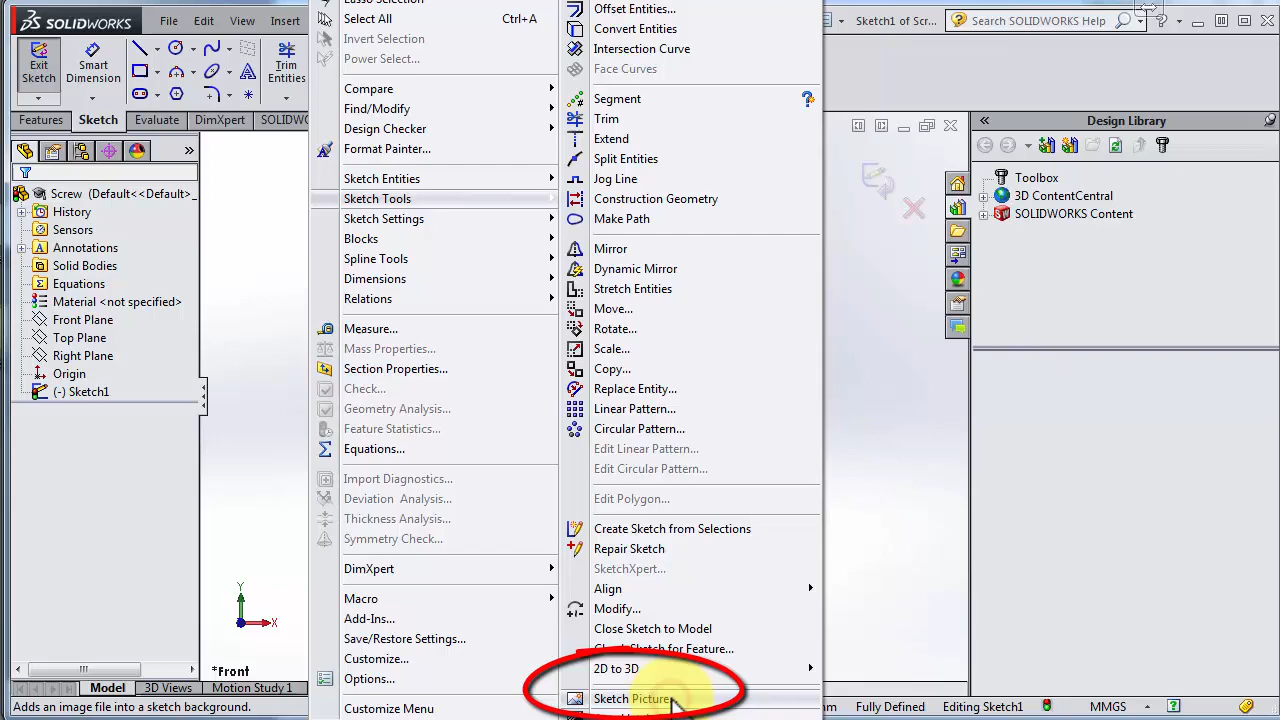 SOLIDWORKS
File
Edit
View
Insert
Sketch1 of Scr...
Search SOLIDWORKS Help
Exit
Sketch
Smart
Dimension
Trim
Entities
Features
Sketch
Evaluate
DimXpert
SOLIDWO
Screw (Default<<Default>_
History
Sensors
Annotations
Solid Bodies
Equations
Material <not specified>
Front Plane
Top Plane
Right Plane
Origin
(-) Sketch1
Select All Ctrl+A
Invert Selection
Power Select...
Compare
Find/Modify
Design Checker
Format Painter...
Sketch Entities
Sketch Tools
Sketch Settings
Blocks
Spline Tools
Dimensions
Relations
Measure...
Mass Properties...
Section Properties...
Check...
Geometry Analysis...
Feature Statistics...
Equations...
Import Diagnostics...
Deviation Analysis...
Thickness Analysis...
Symmetry Check...
DimXpert
Macro
Add-Ins...
Save/Restore Settings...
Customize...
Options...
Customize Menu
Offset Entities...
Convert Entities
Intersection Curve
Face Curves
Segment
Trim
Extend
Split Entities
Jog Line
Construction Geometry
Make Path
Mirror
Dynamic Mirror
Stretch Entities
Move...
Rotate...
Scale...
Copy...
Replace Entity...
Linear Pattern...
Circular Pattern...
Edit Linear Pattern...
Edit Circular Pattern...
Edit Polygon...
Create Sketch from Selections
Repair Sketch
SketchXpert...
Align
Modify...
Close Sketch to Model
Sketch for Feature...
2D to 3D
Sketch Picture
Design Library
Toolbox
3D ContentCentral
SOLIDWORKS Content
Y
X
*Front
Model
3D Views
Motion Study 1
Adds an image file into a sketch background.
Fully Defined
Editing Sketch1
MMGS